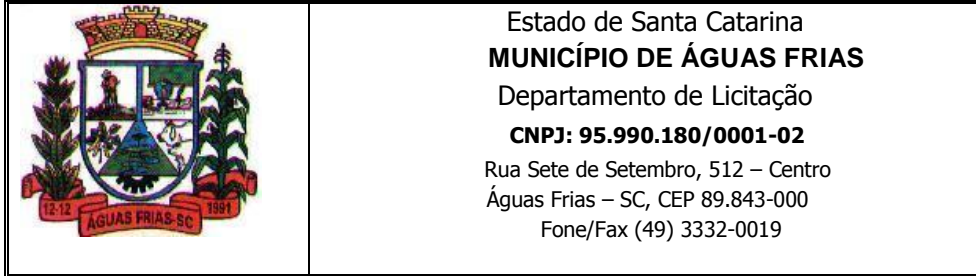 12-12
ÁGUAS FRIAS-SC
1991
Estado de Santa Catarina
MUNICÍPIO DE ÁGUAS FRIAS
Departamento de Licitação
CNPJ: 95.990.180/0001-02
Rua Sete de Setembro, 512 – Centro
Águas Frias – SC, CEP 89.843-000
Fone/Fax (49) 3332-0019